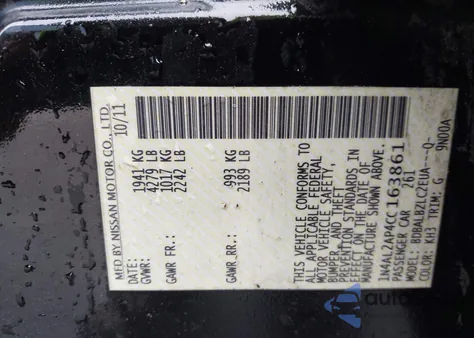 MFD BY NISSAN MOTOR CO., LTD.
DATE: 10/11
GVWR: 1941 KG
4279 LB
GAWR FR.: 1017 KG
2242 LB
GAWR RR.: 993 KG
2189 LB
THIS VEHICLE CONFORMS TO
ALL APPLICABLE FEDERAL
MOTOR VEHICLE SAFETY,
BUMPER AND THEFT
PREVENTION STANDARDS IN
EFFECT ON THE DATE OF
MANUFACTURE SHOWN ABOVE.
1N4AL2AP4CC163861
PASSENGER CAR 261
MODEL: BDBALBZL32ZPEUA---Q-
COLOR: KH3 TRIM: G 9N00A